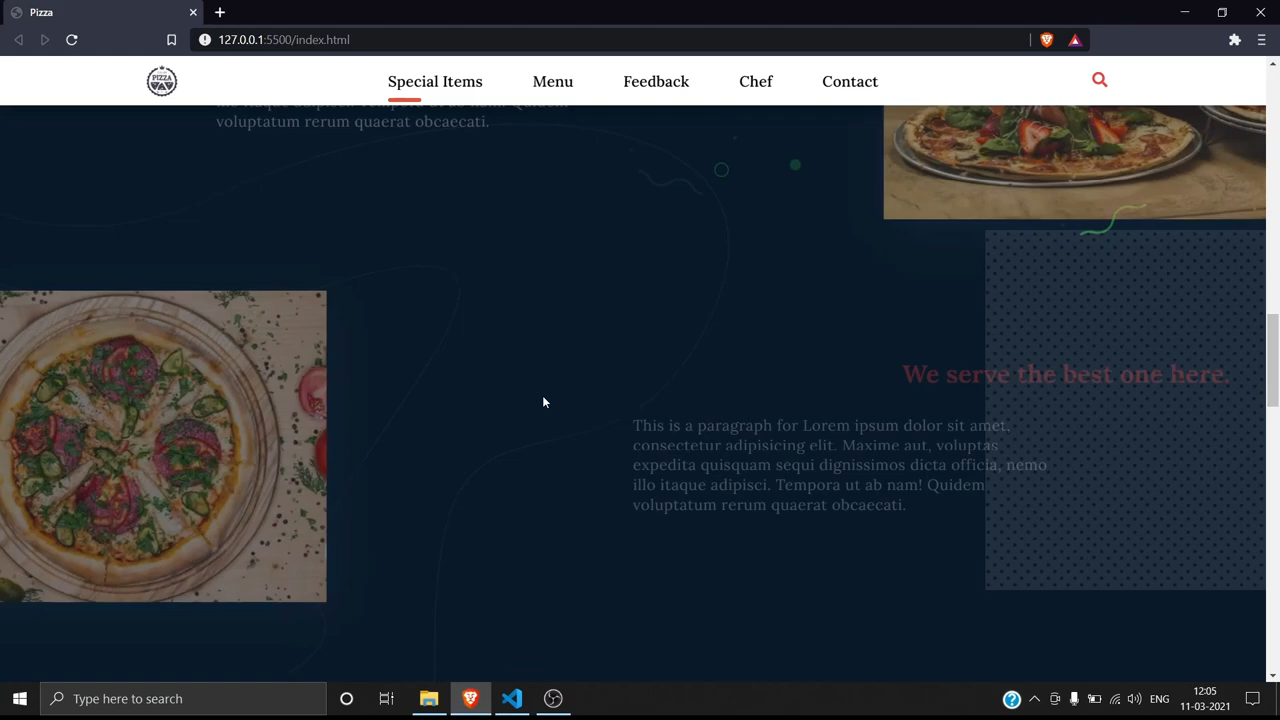 Pizza
127.0.0.1:5500/index.html
PIZZA
Special Items
Menu
Feedback
Chef
Contact
voluptatum rerum quaerat obcaecati.
We serve the best one here.
This is a paragraph for Lorem ipsum dolor sit amet,
consectetur adipisicing elit. Maxime aut, voluptas
expedita quisquam sequi dignissimos dicta officia, nemo
illo itaque adipisci. Tempora ut ab nam! Quidem
voluptatum rerum quaerat obcaecati.
Type here to search
ENG
12:05
11-03-2021